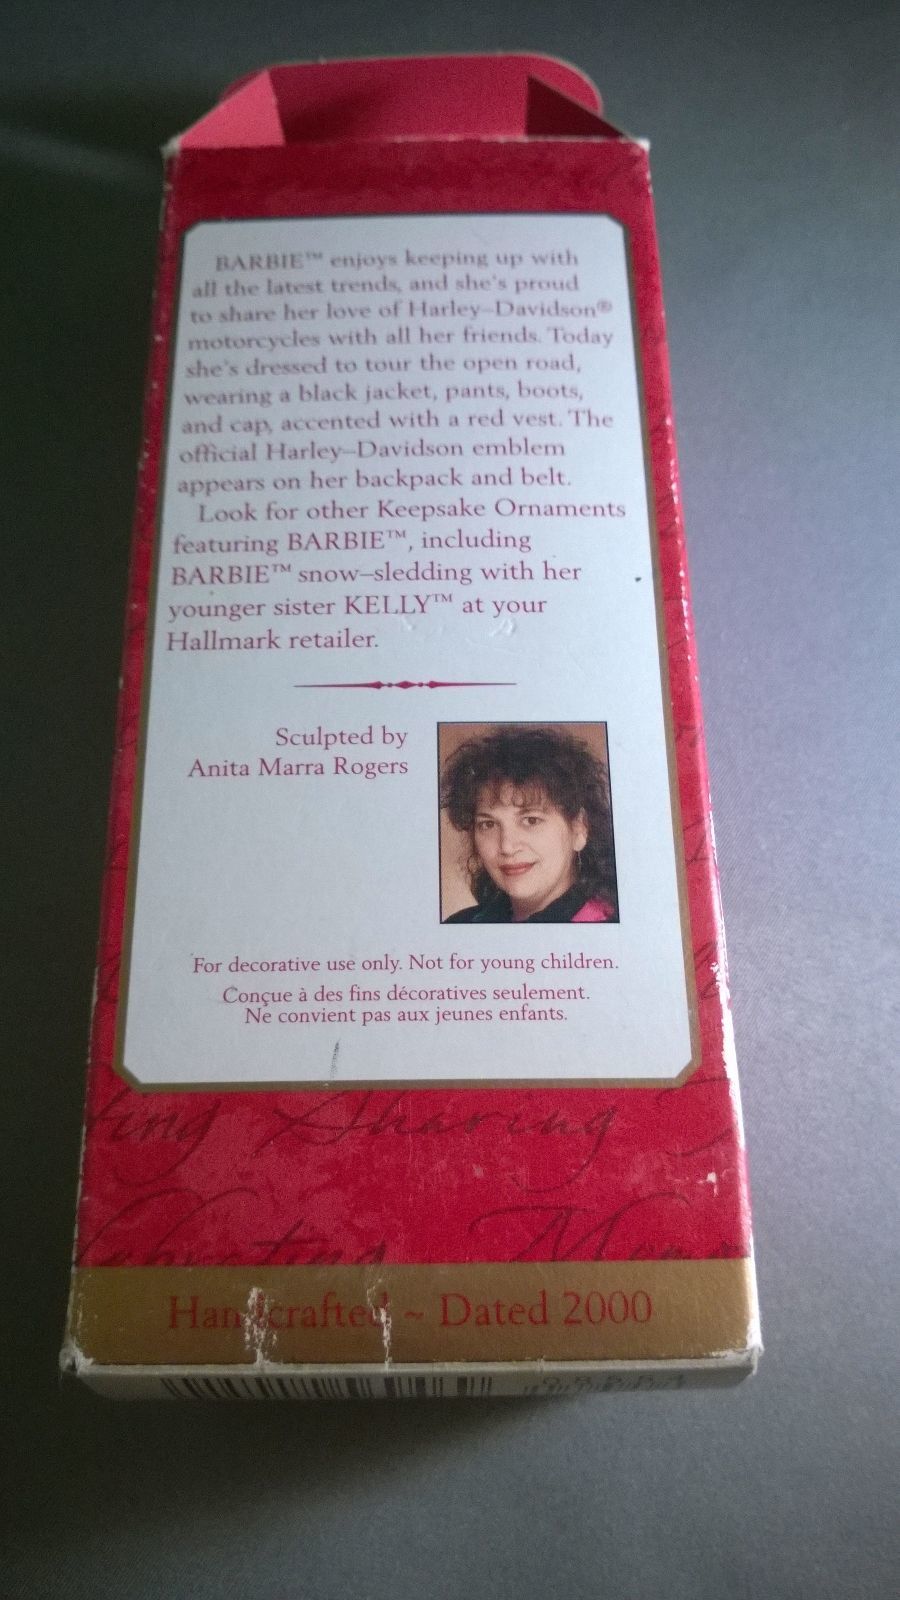 BARBIE™ enjoys keeping up with
all the latest trends, and she's proud
to share her love of Harley–Davidson®
motorcycles with all her friends. Today
she's dressed to tour the open road,
wearing a black jacket, pants, boots,
and cap, accented with a red vest. The
official Harley–Davidson emblem
appears on her backpack and belt.
Look for other Keepsake Ornaments
featuring BARBIE™, including
BARBIE™ snow–sledding with her
younger sister KELLY™ at your
Hallmark retailer.
Sculpted by
Anita Marra Rogers
For decorative use only. Not for young children.
Conçue à des fins décoratives seulement.
Ne convient pas aux jeunes enfants.
Sharing
Handcrafted ~ Dated 2000